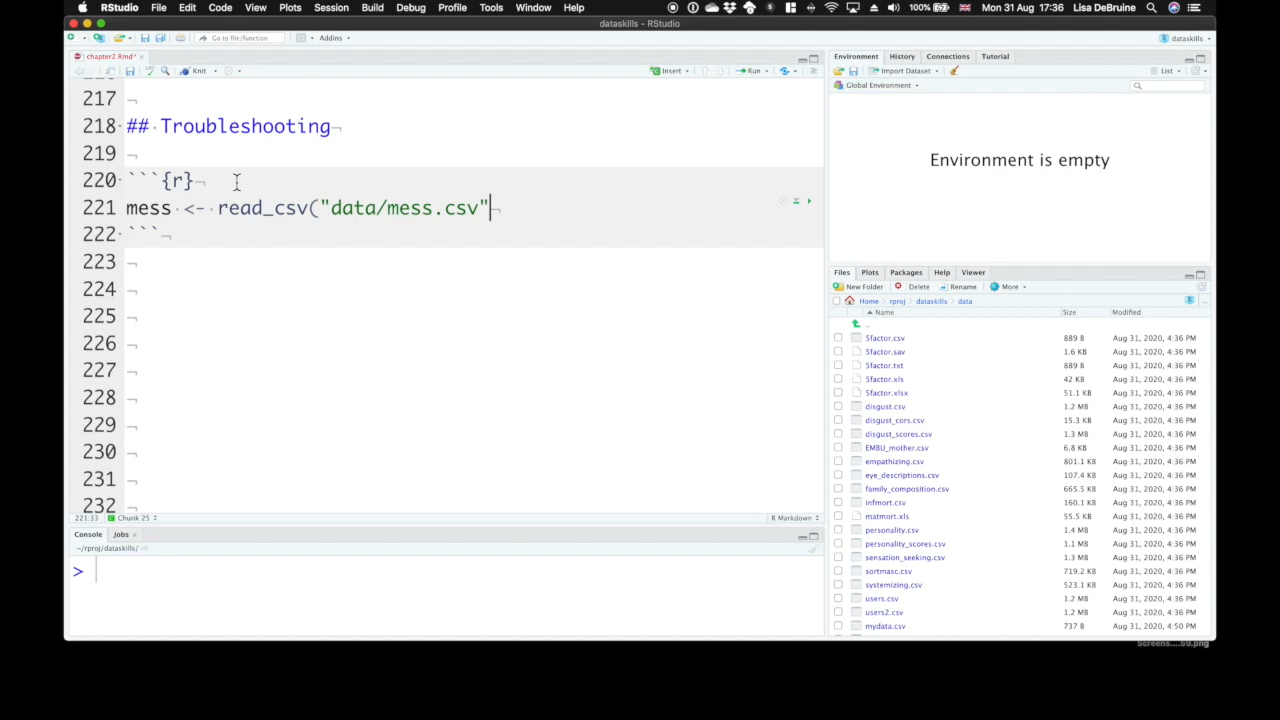 RStudio File Edit Code View Plots Session Build Debug Profile Tools Window Help 100% Mon 31 Aug 17:36 Lisa DeBruine
dataskills — RStudio
Go to file/function Addins dataskills
chapter2.Rmd*
Knit Insert Run
217
218 ## Troubleshooting
219
220 ```{r}
221 mess <- read_csv("data/mess.csv"
222 ```
223
224
225
226
227
228
229
230
231
232
221:33 Chunk 25 R Markdown
Console Jobs
~/rproj/dataskills/
>
Environment History Connections Tutorial
Import Dataset List
Global Environment
Environment is empty
Files Plots Packages Help Viewer
New Folder Delete Rename More
Home rproj dataskills data
Name Size Modified
..
5factor.csv 889 B Aug 31, 2020, 4:36 PM
5factor.sav 1.6 KB Aug 31, 2020, 4:36 PM
5factor.txt 889 B Aug 31, 2020, 4:36 PM
5factor.xls 42 KB Aug 31, 2020, 4:36 PM
5factor.xlsx 51.1 KB Aug 31, 2020, 4:36 PM
disgust.csv 1.2 MB Aug 31, 2020, 4:36 PM
disgust_cors.csv 15.3 KB Aug 31, 2020, 4:36 PM
disgust_scores.csv 1.3 MB Aug 31, 2020, 4:36 PM
EMBU_mother.csv 6.8 KB Aug 31, 2020, 4:36 PM
empathizing.csv 801.1 KB Aug 31, 2020, 4:36 PM
eye_descriptions.csv 107.4 KB Aug 31, 2020, 4:36 PM
family_composition.csv 665.5 KB Aug 31, 2020, 4:36 PM
infmort.csv 160.1 KB Aug 31, 2020, 4:36 PM
matmort.xls 55.5 KB Aug 31, 2020, 4:36 PM
personality.csv 1.4 MB Aug 31, 2020, 4:36 PM
personality_scores.csv 1.1 MB Aug 31, 2020, 4:36 PM
sensation_seeking.csv 1.3 MB Aug 31, 2020, 4:36 PM
sortmasc.csv 719.2 KB Aug 31, 2020, 4:36 PM
systemizing.csv 523.1 KB Aug 31, 2020, 4:36 PM
users.csv 1.2 MB Aug 31, 2020, 4:36 PM
users2.csv 1.2 MB Aug 31, 2020, 4:36 PM
mydata.csv 737 B Aug 31, 2020, 4:50 PM
Screens....59.png